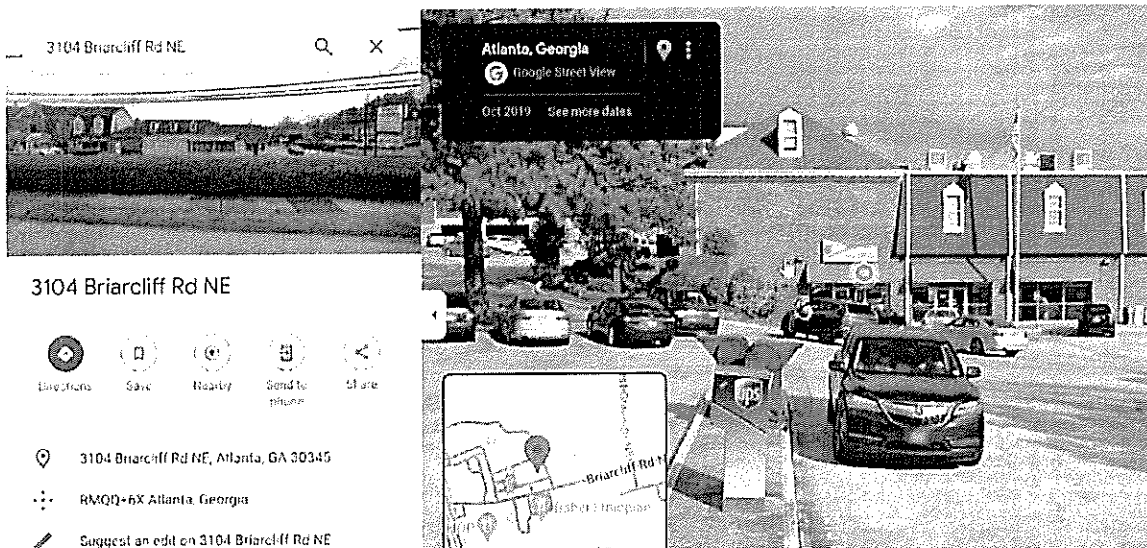 3104 Briarcliff Rd NE
Atlanta, Georgia
Google Street View
Oct 2019 See more dates
3104 Briarcliff Rd NE
Directions
Save
Nearby
Send to
phone
Share
3104 Briarcliff Rd NE, Atlanta, GA 30345
Atlanta, Georgia
Suggest an edit on 3104 Briarcliff Rd NE
ups
Briarcliff Rd N